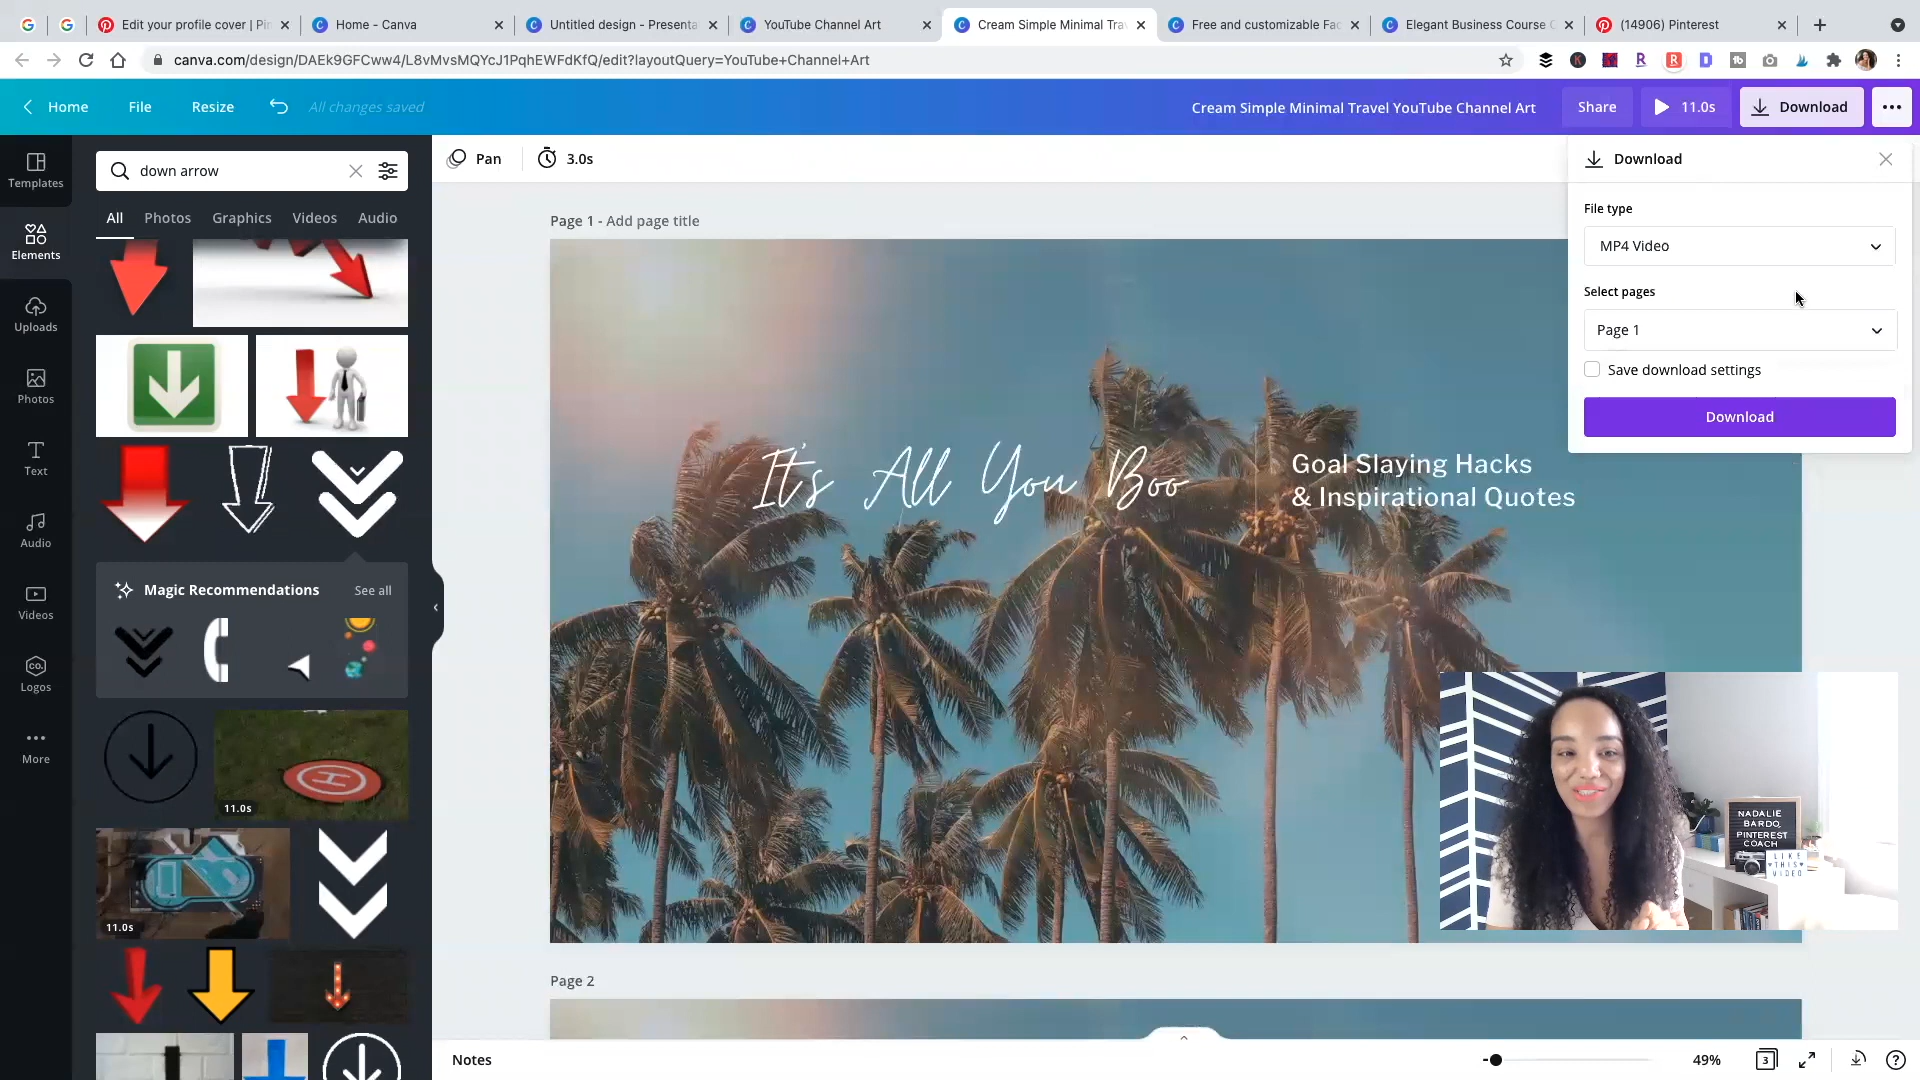 Edit your profile cover | Pin
Home - Canva
Untitled design - Presenta
YouTube Channel Art
Cream Simple Minimal Tra
Free and customizable Fac
Elegant Business Course C
(14906) Pinterest
canva.com/design/DAEk9GFCww4/L8vMvsMQYcJ1PqhEWFdKfQ/edit?layoutQuery=YouTube+Channel+Art
Home
File
Resize
All changes saved
Cream Simple Minimal Travel YouTube Channel Art
Share
11.0s
Download
Templates
Elements
Uploads
Photos
Text
Audio
Videos
CO.
Logos
More
down arrow
All
Photos
Graphics
Videos
Audio
Magic Recommendations
See all
11.0s
11.0s
Pan
3.0s
Page 1 - Add page title
It's All You Boo
Goal Slaying Hacks
& Inspirational Quotes
Download
File type
MP4 Video
Select pages
Page 1
Save download settings
Download
NADALIE
BARDO
PINTEREST
COACH
LIKE
THIS
VIDEO
Page 2
Notes
49%
3